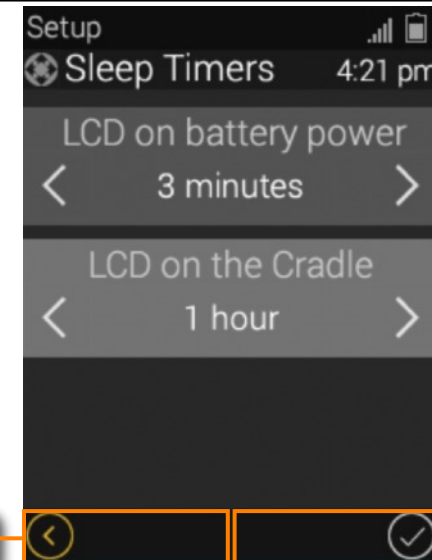 Setup
Sleep Timers 4:21 pm
LCD on battery power
3 minutes
LCD on the Cradle
1 hour